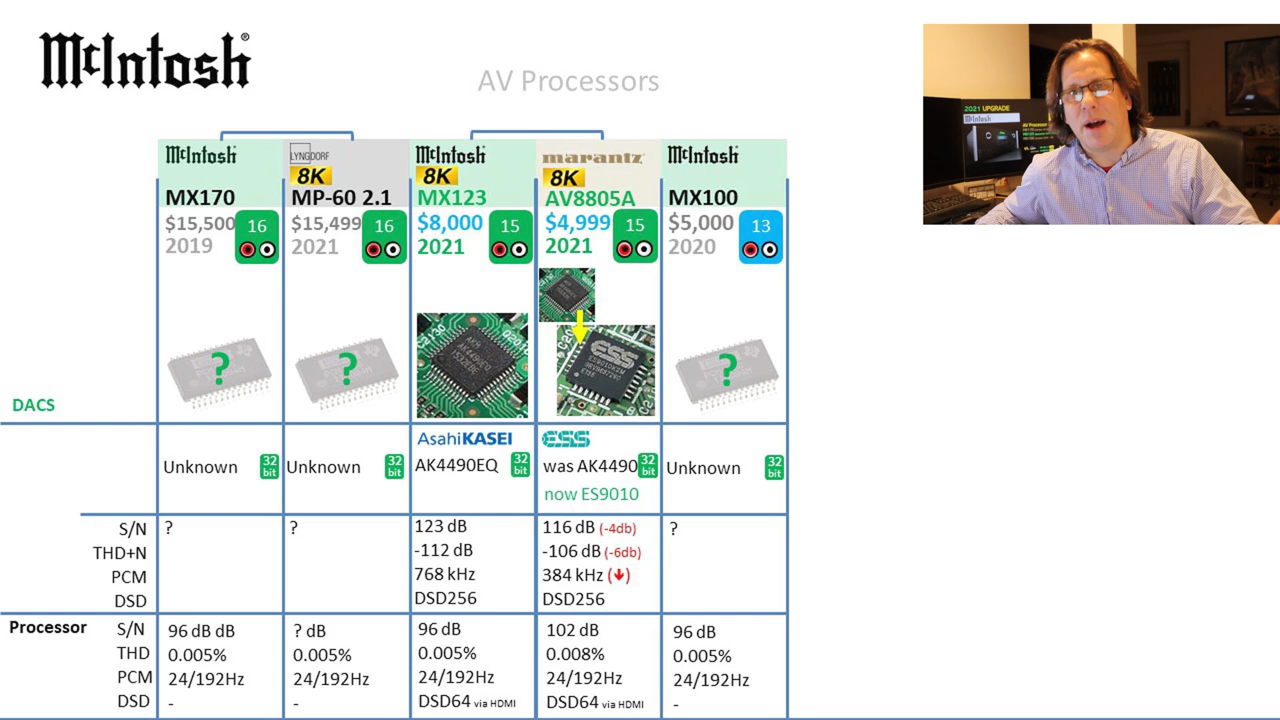 McIntosh®
AV Processors
2021 UPGRADE
McIntosh
AV Processor
McIntosh LYNGDORF McIntosh marantz® McIntosh
8K 8K 8K
MX170 MP-60 2.1 MX123 AV8805A MX100
$15,500 16 $15,499 16 $8,000 15 $4,999 15 $5,000 13
2019 2021 2021 2021 2020
? ? ESS ?
DACS
AsahiKASEI ESS
Unknown 32 bit Unknown 32 bit AK4490EQ 32 bit was AK4490 32 bit Unknown 32 bit
now ES9010
S/N ? ? 123 dB 116 dB (-4db) ?
THD+N -112 dB -106 dB (-6db)
PCM 768 kHz 384 kHz (🡻)
DSD DSD256 DSD256
Processor S/N 96 dB dB ? dB 96 dB 102 dB 96 dB
THD 0.005% 0.005% 0.005% 0.008% 0.005%
PCM 24/192Hz 24/192Hz 24/192Hz 24/192Hz 24/192Hz
DSD - - DSD64 via HDMI DSD64 via HDMI -